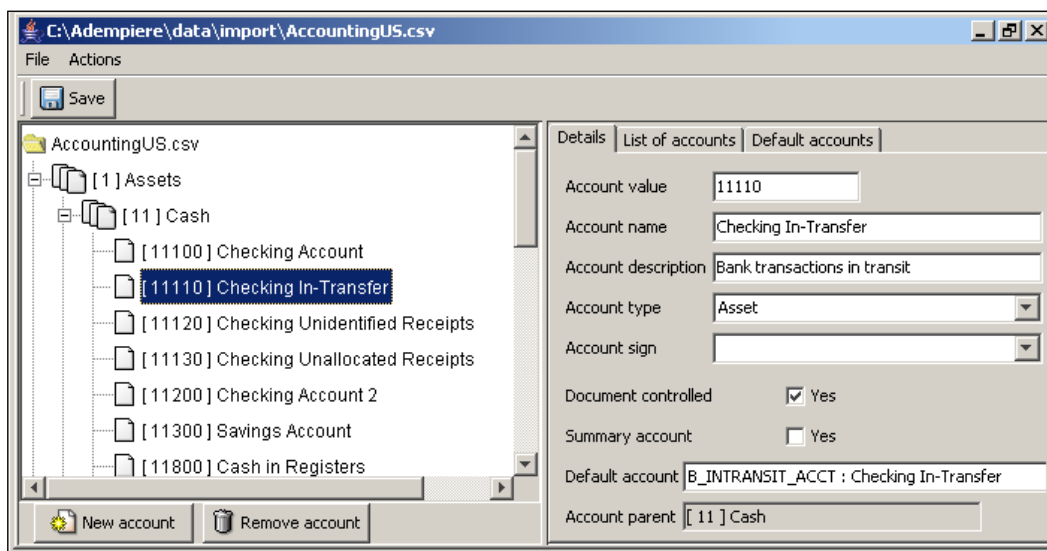 C:\Adempiere\data\import\AccountingUS.csv
File Actions
Save
AccountingUS.csv
[ 1 ] Assets
[ 11 ] Cash
[ 11100 ] Checking Account
[ 11110 ] Checking In-Transfer
[ 11120 ] Checking Unidentified Receipts
[ 11130 ] Checking Unallocated Receipts
[ 11200 ] Checking Account 2
[ 11300 ] Savings Account
[ 11800 ] Cash in Registers
New account Remove account
Details List of accounts Default accounts
Account value 11110
Account name Checking In-Transfer
Account description Bank transactions in transit
Account type Asset
Account sign
Document controlled Yes
Summary account Yes
Default account B_INTRANSIT_ACCT : Checking In-Transfer
Account parent [ 11 ] Cash